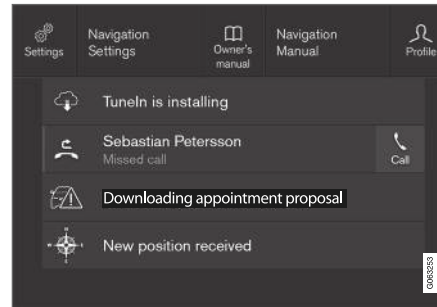 Settings
Navigation
Settings
Owner's
manual
Navigation
Manual
Profile
TuneIn is installing
Sebastian Petersson
Missed call
Call
Downloading appointment proposal
New position received
G063253